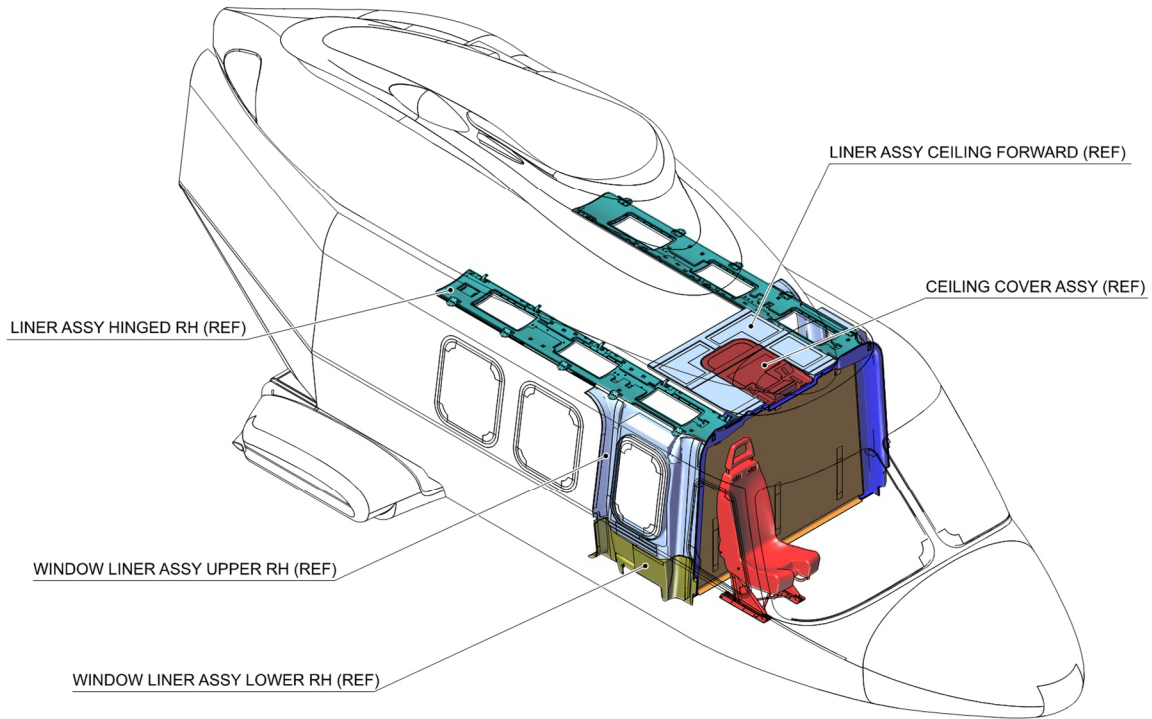 LINER ASSY CEILING FORWARD (REF)
CEILING COVER ASSY (REF)
LINER ASSY HINGED RH (REF)
WINDOW LINER ASSY UPPER RH (REF)
WINDOW LINER ASSY LOWER RH (REF)